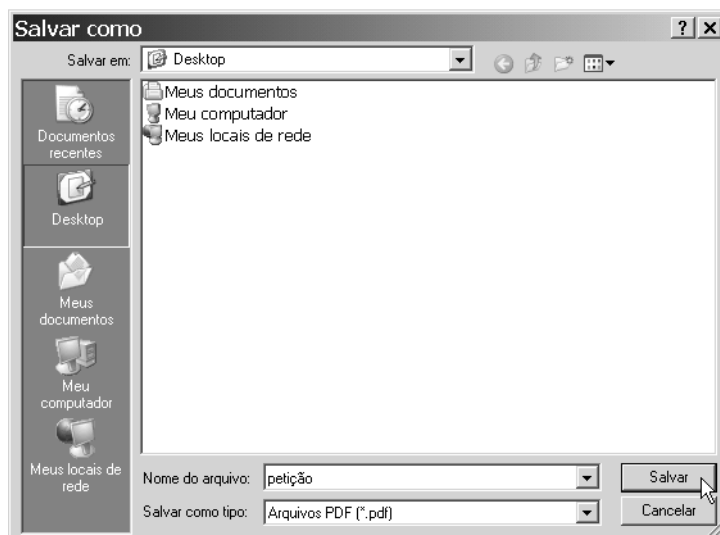 Salvar como
Salvar em:
Desktop
Documentos
recentes
Desktop
Meus
documentos
Meu
computador
Meus locais de
rede
Meus documentos
Meu computador
Meus locais de rede
Nome do arquivo:
petição
Salvar
Salvar como tipo:
Arquivos PDF (*.pdf)
Cancelar